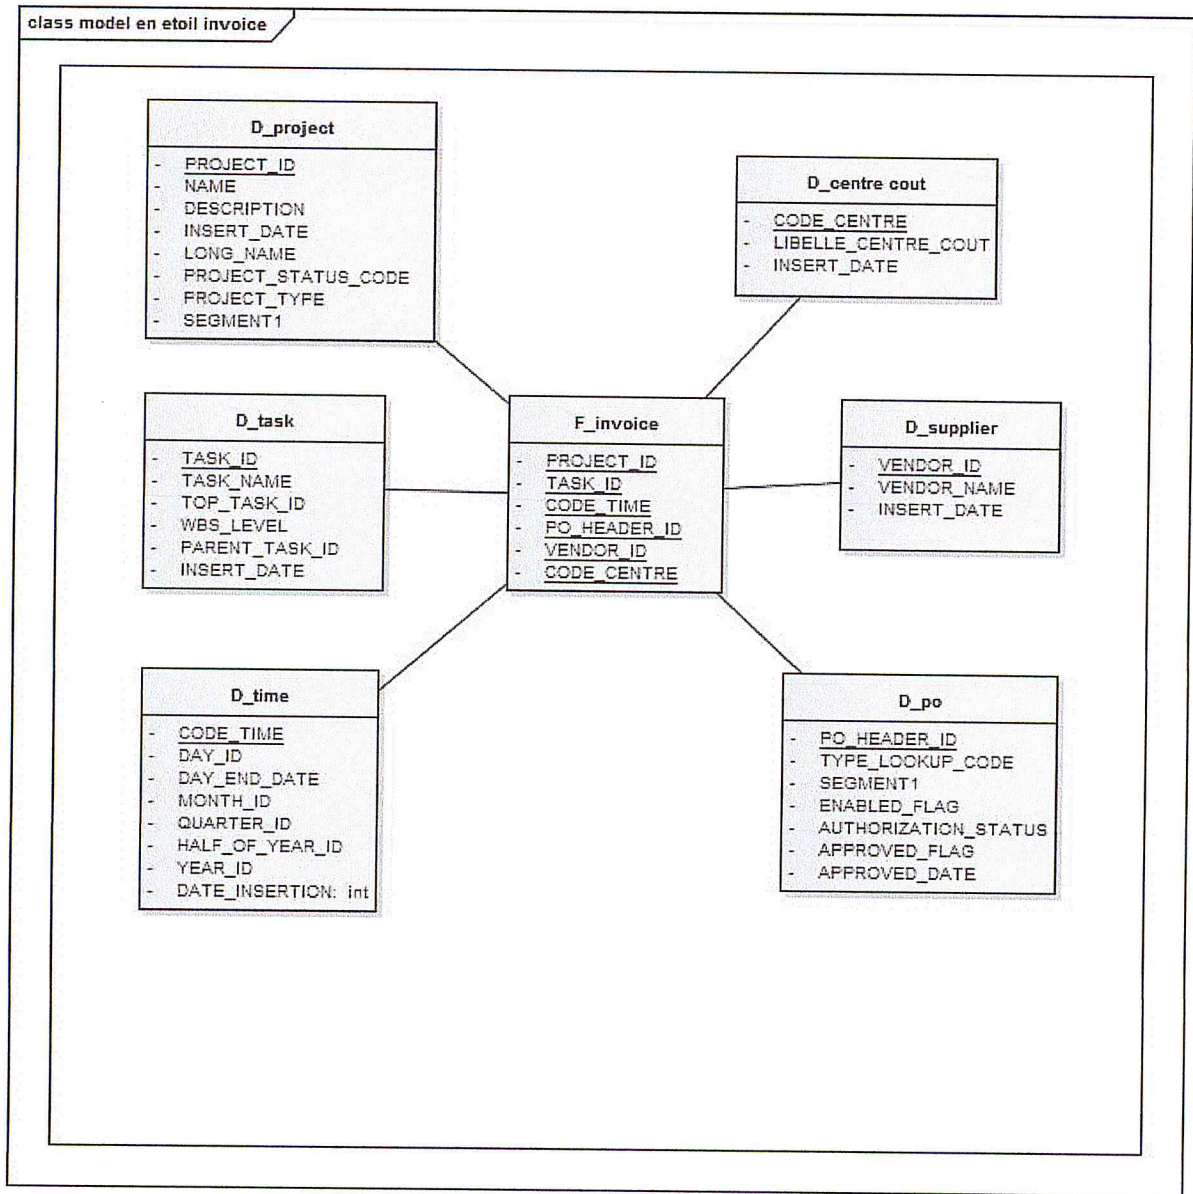 class model en etoil invoice
D_project
- PROJECT_ID
- NAME
- DESCRIPTION
- INSERT_DATE
- LONG_NAME
- PROJECT_STATUS_CODE
- PROJECT_TYPE
- SEGMENT1
D_centre cout
- CODE_CENTRE
- LIBELLE_CENTRE_COUT
- INSERT_DATE
D_task
- TASK_ID
- TASK_NAME
- TOP_TASK_ID
- WBS_LEVEL
- PARENT_TASK_ID
- INSERT_DATE
F_invoice
- PROJECT_ID
- TASK_ID
- CODE_TIME
- PO_HEADER_ID
- VENDOR_ID
- CODE_CENTRE
D_supplier
- VENDOR_ID
- VENDOR_NAME
- INSERT_DATE
D_time
- CODE_TIME
- DAY_ID
- DAY_END_DATE
- MONTH_ID
- QUARTER_ID
- HALF_OF_YEAR_ID
- YEAR_ID
- DATE_INSERTION: int
D_po
- PO_HEADER_ID
- TYPE_LOOKUP_CODE
- SEGMENT1
- ENABLED_FLAG
- AUTHORIZATION_STATUS
- APPROVED_FLAG
- APPROVED_DATE